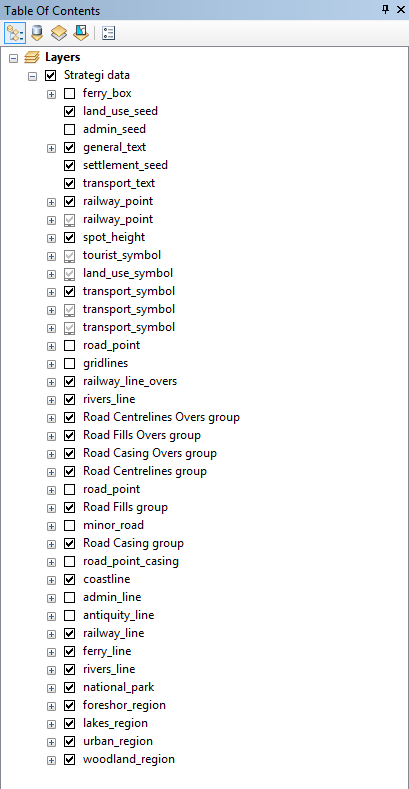 Table Of Contents
Layers
Strategi data
ferry_box
land_use_seed
admin_seed
general_text
settlement_seed
transport_text
railway_point
railway_point
spot_height
tourist_symbol
land_use_symbol
transport_symbol
transport_symbol
transport_symbol
road_point
gridlines
railway_line_overs
rivers_line
Road Centrelines Overs group
Road Fills Overs group
Road Casing Overs group
Road Centrelines group
road_point
Road Fills group
minor_road
Road Casing group
road_point_casing
coastline
admin_line
antiquity_line
railway_line
ferry_line
rivers_line
national_park
foreshor_region
lakes_region
urban_region
woodland_region